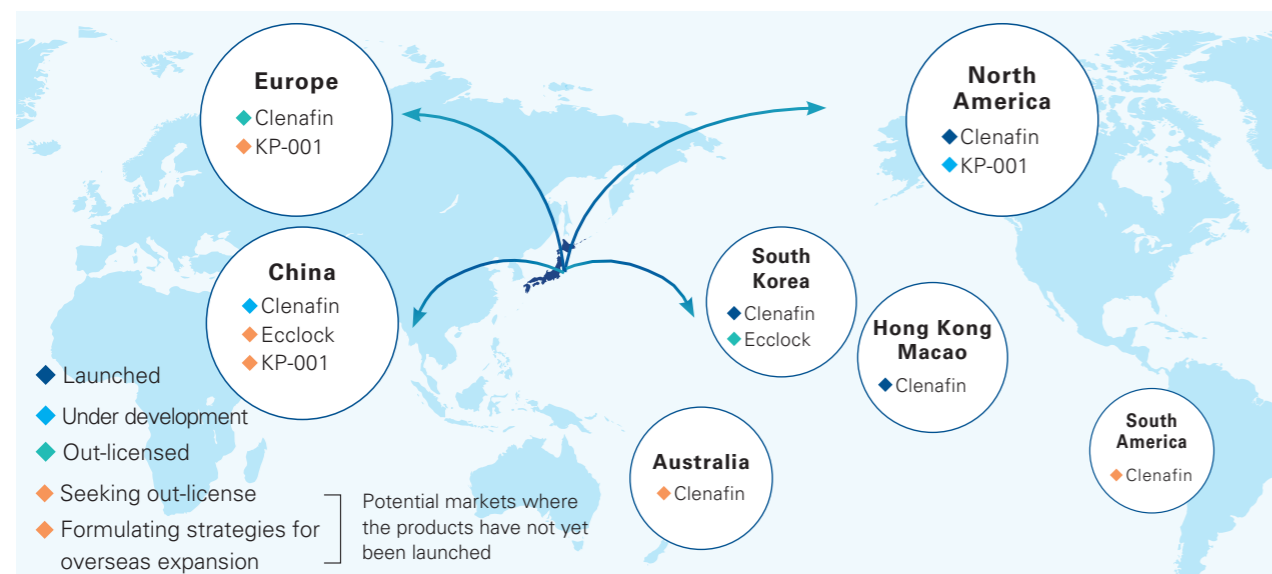 Europe
Clenafin
KP-001
North
America
Clenafin
KP-001
China
Clenafin
Ecclock
KP-001
South
Korea
Clenafin
Ecclock
Hong Kong
Macao
Clenafin
Australia
Clenafin
South
America
Clenafin
Launched
Under development
Out-licensed
Seeking out-license
Formulating strategies for
overseas expansion
Potential markets where
the products have not yet
been launched